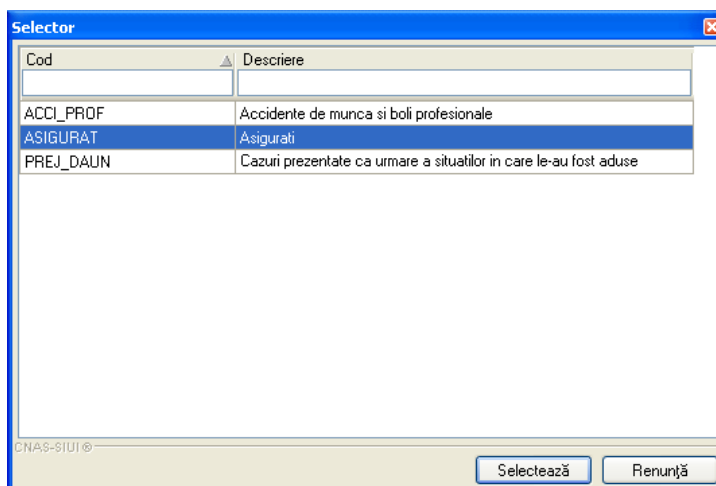 Selector
Cod Descriere
ACCI_PROF Accidente de munca si boli profesionale
ASIGURAT Asigurati
PREJ_DAUN Cazuri prezentate ca urmare a situatilor in care le-au fost aduse
CNAS-SIUI ®
Selectează Renunţă